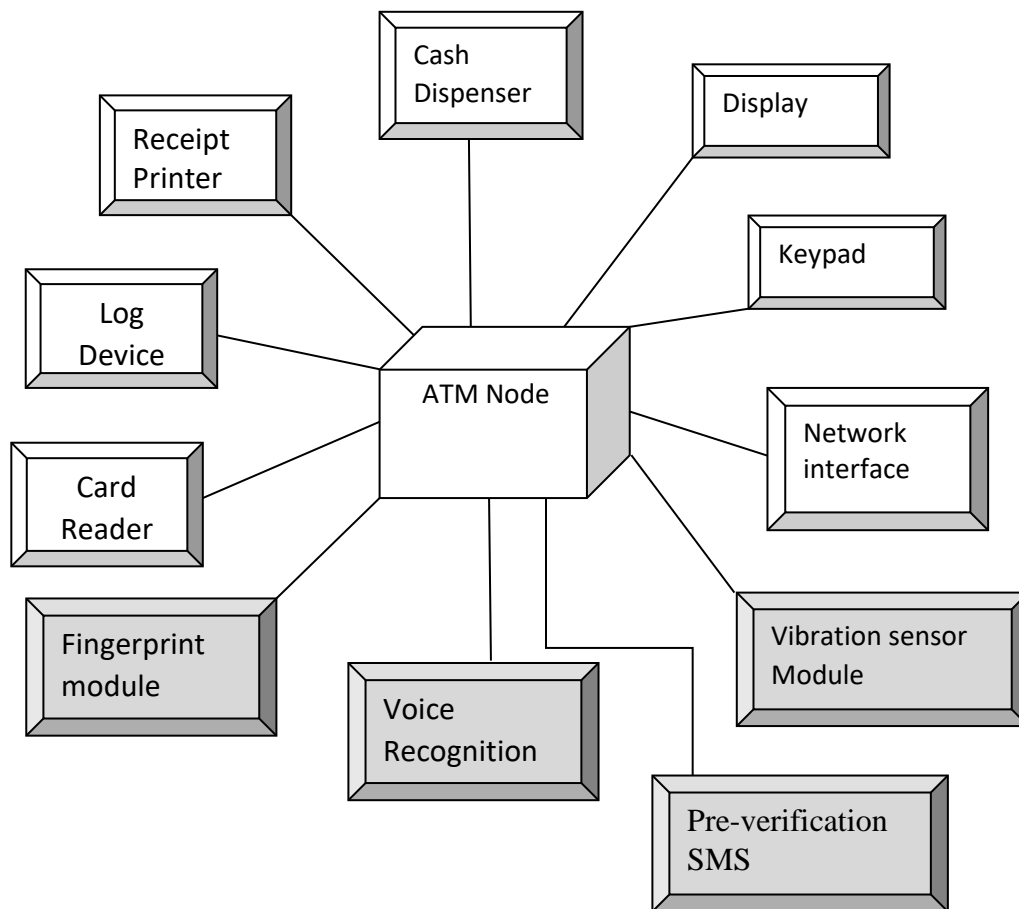 Cash
Dispenser
Display
Receipt
Printer
Keypad
Log
Device
ATM Node
Network
interface
Card
Reader
Fingerprint
module
Vibration sensor
Module
Voice
Recognition
Pre-verification
SMS